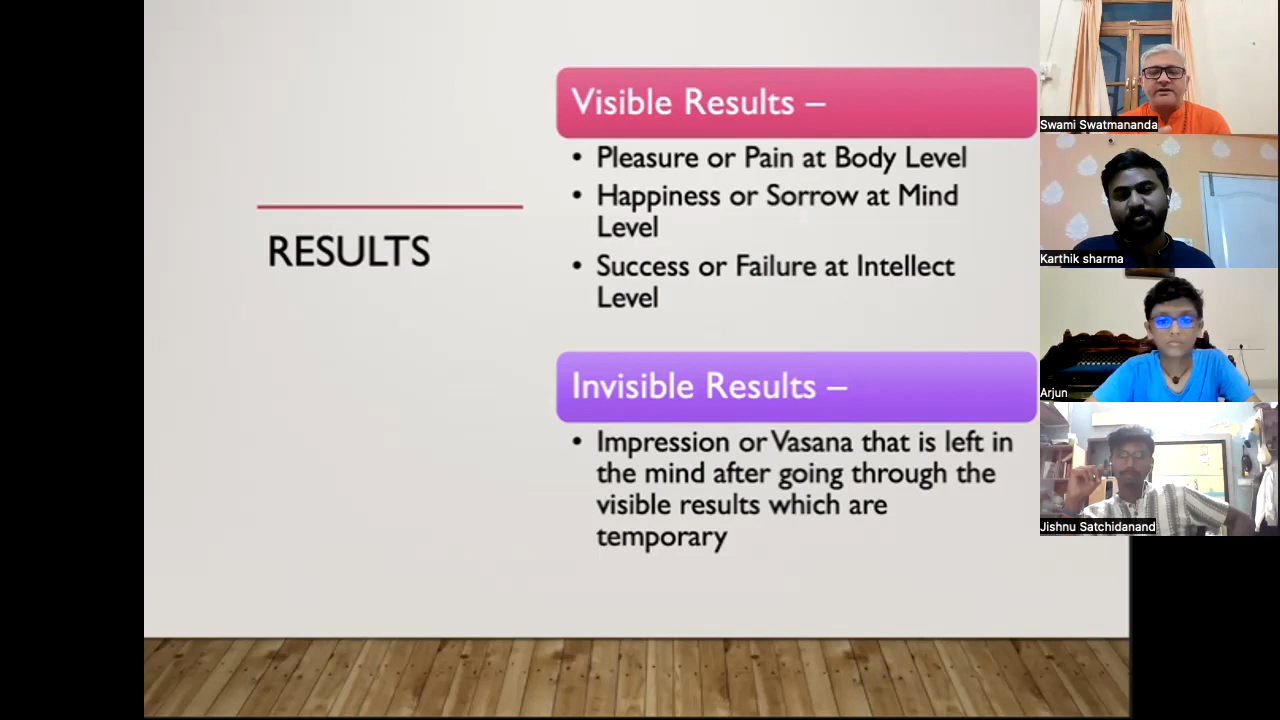 RESULTS
Visible Results –
• Pleasure or Pain at Body Level
• Happiness or Sorrow at Mind
Level
• Success or Failure at Intellect
Level
Invisible Results –
• Impression or Vasana that is left in
the mind after going through the
visible results which are
temporary
Swami Swatmananda
Karthik sharma
Arjun
Jishnu Satchidanand